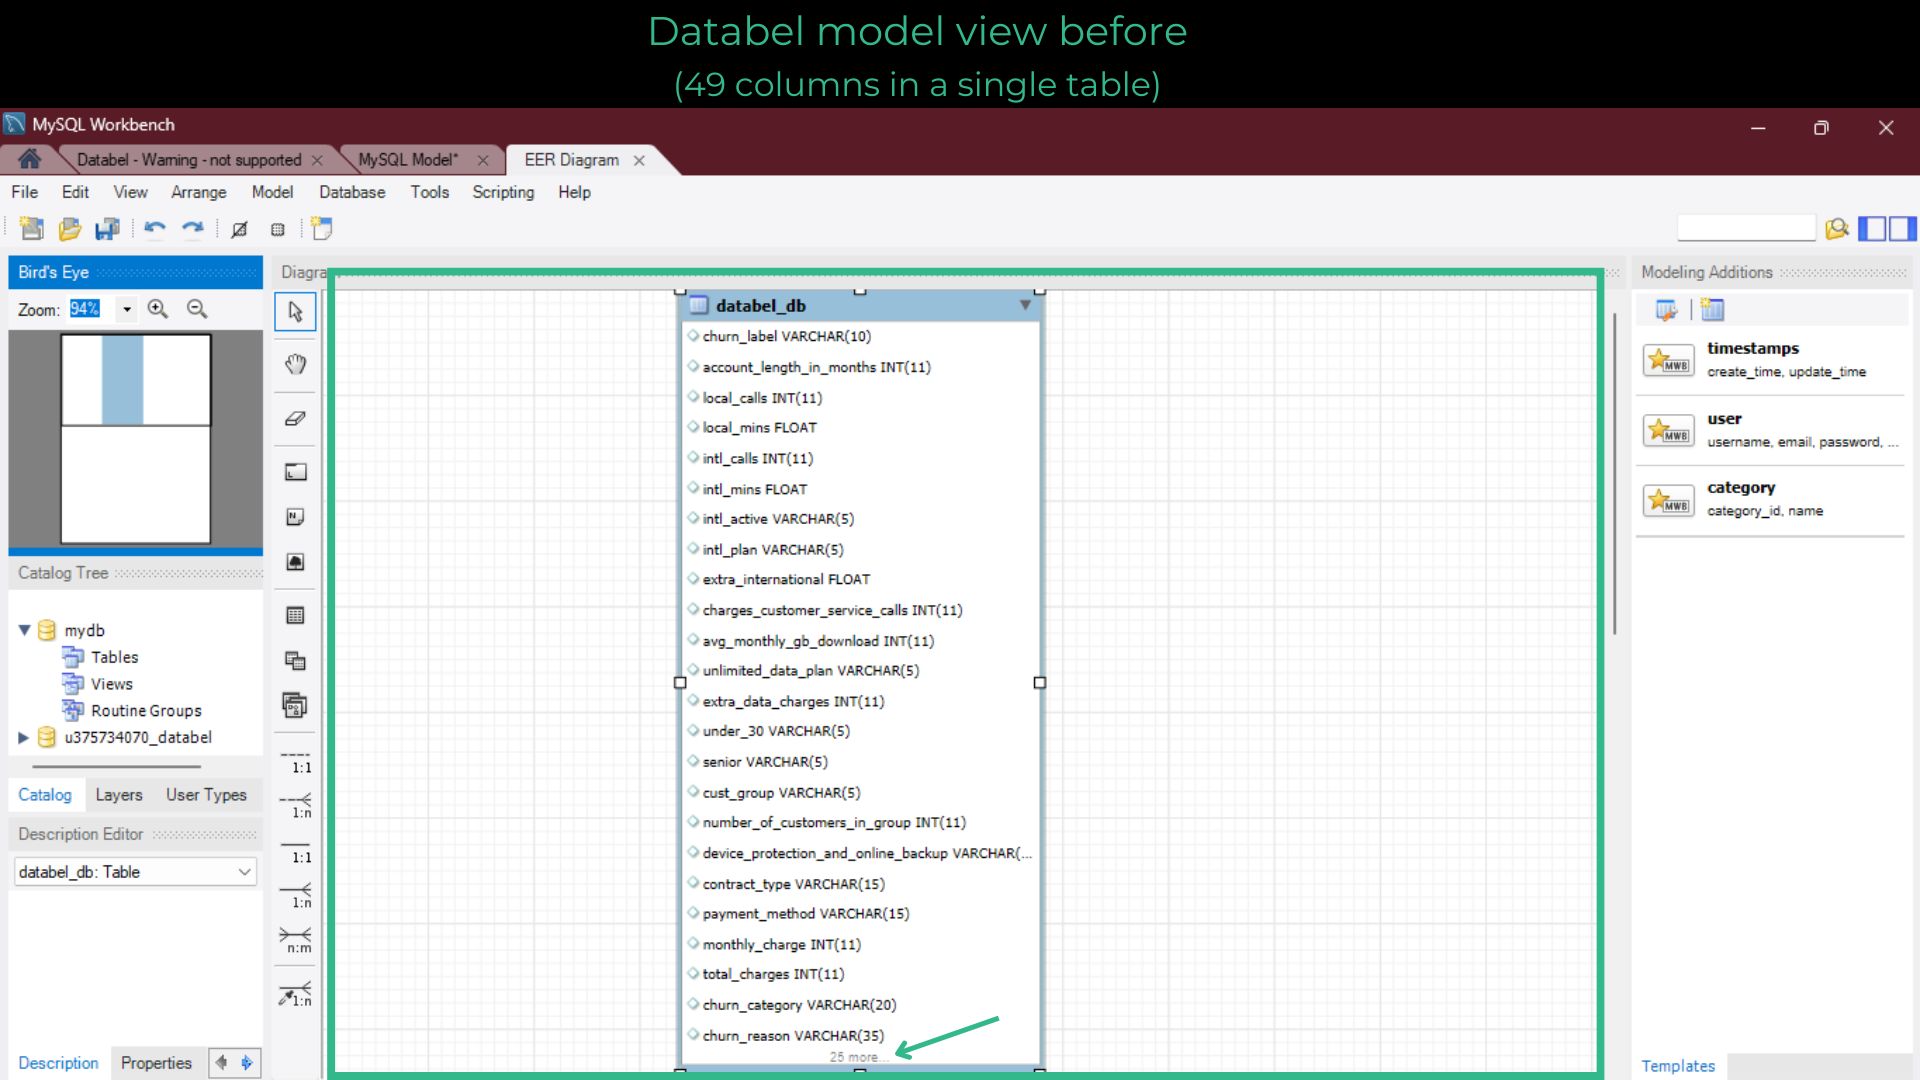 Databel model view before
(49 columns in a single table)
MySQL Workbench
Databel - Warning - not supported
MySQL Model*
EER Diagram
File Edit View Arrange Model Database Tools Scripting Help
Bird's Eye
Zoom: 94%
Catalog Tree
mydb
Tables
Views
Routine Groups
u375734070_databel
Catalog Layers User Types
Description Editor
databel_db: Table
Description Properties
1:1
1:n
1:1
1:n
n:m
1:n
databel_db
churn_label VARCHAR(10)
account_length_in_months INT(11)
local_calls INT(11)
local_mins FLOAT
intl_calls INT(11)
intl_mins FLOAT
intl_active VARCHAR(5)
intl_plan VARCHAR(5)
extra_international FLOAT
charges_customer_service_calls INT(11)
avg_monthly_gb_download INT(11)
unlimited_data_plan VARCHAR(5)
extra_data_charges INT(11)
under_30 VARCHAR(5)
senior VARCHAR(5)
cust_group VARCHAR(5)
number_of_customers_in_group INT(11)
device_protection_and_online_backup VARCHAR(...
contract_type VARCHAR(15)
payment_method VARCHAR(15)
monthly_charge INT(11)
total_charges INT(11)
churn_category VARCHAR(20)
churn_reason VARCHAR(35)
25 more...
Modeling Additions
timestamps
create_time, update_time
user
username, email, password, ...
category
category_id, name
MWB
MWB
MWB
Templates